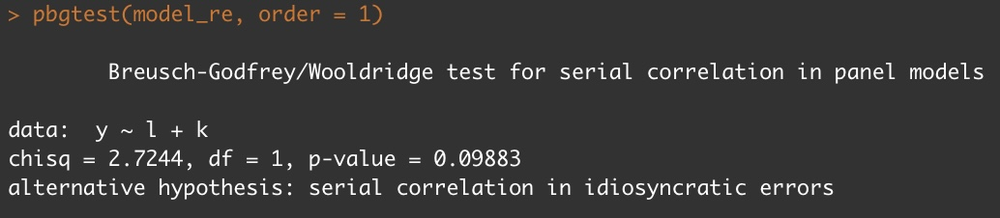 > pbgtest(model_re, order = 1)
Breusch-Godfrey/Wooldridge test for serial correlation in panel models
data:  y ~ l + k
chisq = 2.7244, df = 1, p-value = 0.09883
alternative hypothesis: serial correlation in idiosyncratic errors